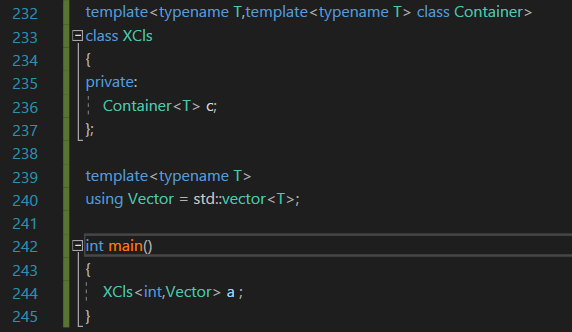 232 template<typename T,template<typename T> class Container>
233 class XCls
234 {
235 private:
236 Container<T> c;
237 };
238
239 template<typename T>
240 using Vector = std::vector<T>;
241
242 int main()
243 {
244 XCls<int,Vector> a ;
245 }